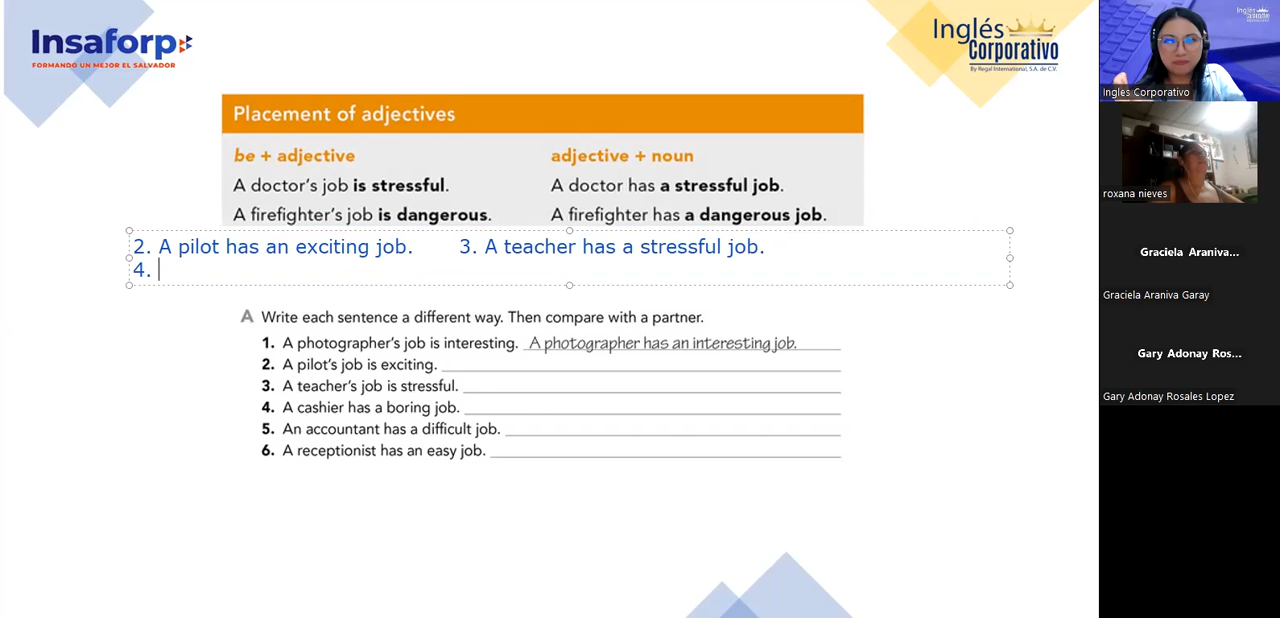 Insaforp
FORMANDO UN MEJOR EL SALVADOR
Inglés
Corporativo
By Regal International, S.A. de C.V.
Placement of adjectives
be + adjective
adjective + noun
A doctor's job is stressful.
A doctor has a stressful job.
A firefighter's job is dangerous.
A firefighter has a dangerous job.
2. A pilot has an exciting job. 3. A teacher has a stressful job.
4.
A Write each sentence a different way. Then compare with a partner.
1. A photographer's job is interesting. A photographer has an interesting job.
2. A pilot's job is exciting.
3. A teacher's job is stressful.
4. A cashier has a boring job.
5. An accountant has a difficult job.
6. A receptionist has an easy job.
Ingles Corporativo
roxana nieves
Graciela Araniva...
Graciela Araniva Garay
Gary Adonay Ros...
Gary Adonay Rosales Lopez